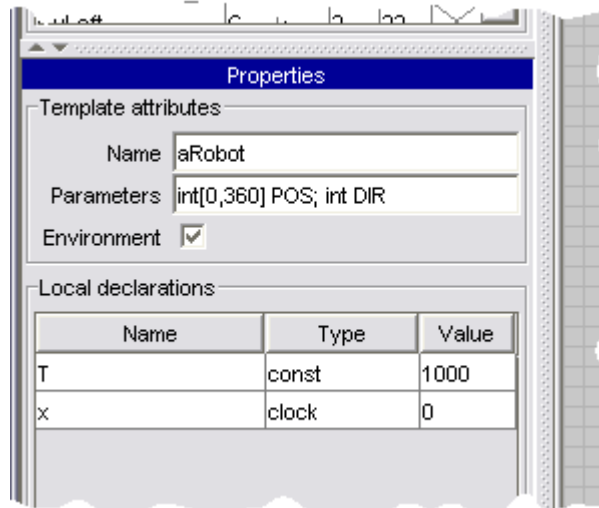 Properties
Template attributes
Name aRobot
Parameters int[0,360] POS; int DIR
Environment
Local declarations
Name Type Value
T const 1000
x clock 0